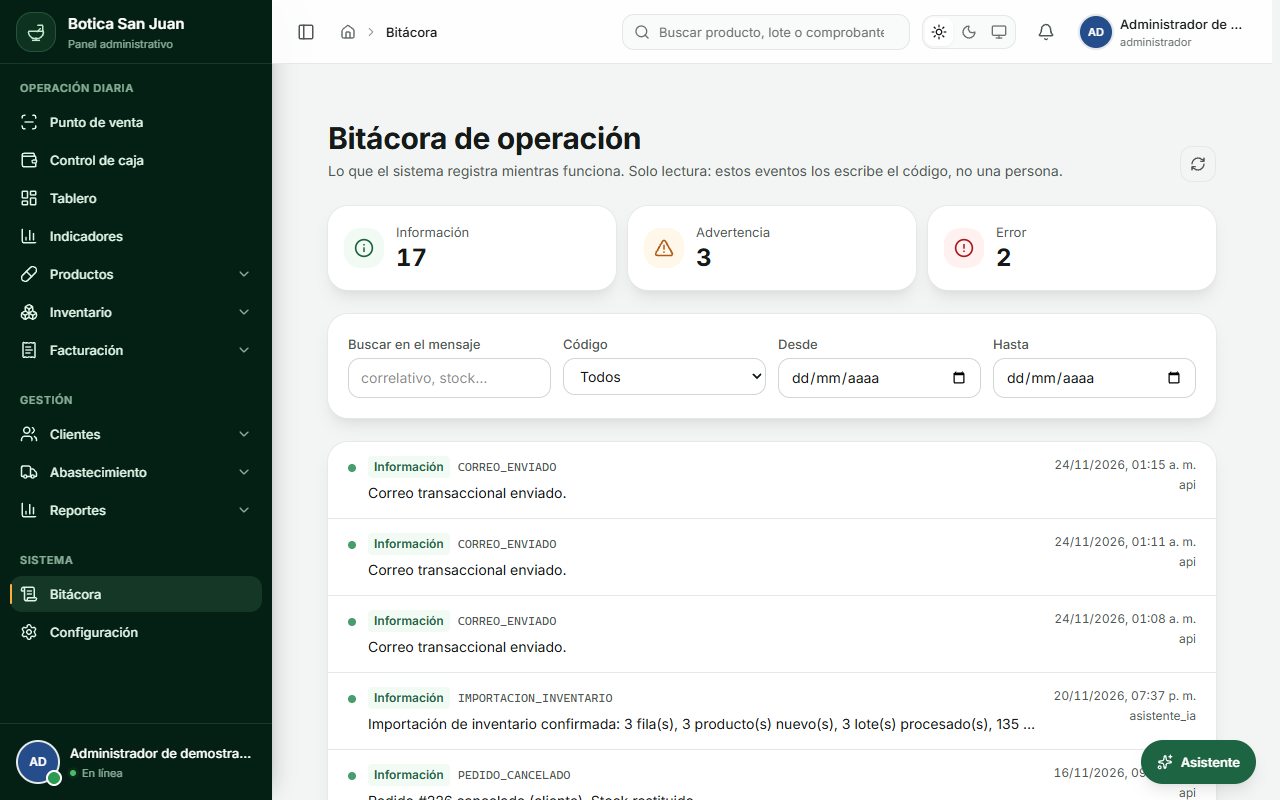 Botica San Juan
Panel administrativo
OPERACIÓN DIARIA
Punto de venta
Control de caja
Tablero
Indicadores
Productos
Inventario
Facturación
GESTIÓN
Clientes
Abastecimiento
Reportes
SISTEMA
Bitácora
Configuración
AD
Administrador de demostra...
En línea
Bitácora
Buscar producto, lote o comprobante
AD
Administrador de ...
administrador
Bitácora de operación
Lo que el sistema registra mientras funciona. Solo lectura: estos eventos los escribe el código, no una persona.
Información
17
Advertencia
3
Error
2
Buscar en el mensaje
correlativo, stock...
Código
Todos
Desde
dd/mm/aaaa
Hasta
dd/mm/aaaa
Información CORREO_ENVIADO 24/11/2026, 01:15 a. m.
Correo transaccional enviado. api
Información CORREO_ENVIADO 24/11/2026, 01:11 a. m.
Correo transaccional enviado. api
Información CORREO_ENVIADO 24/11/2026, 01:08 a. m.
Correo transaccional enviado. api
Información IMPORTACION_INVENTARIO 20/11/2026, 07:37 p. m.
Importación de inventario confirmada: 3 fila(s), 3 producto(s) nuevo(s), 3 lote(s) procesado(s), 135 ... asistente_ia
Información PEDIDO_CANCELADO 16/11/2026, 09
Pedido #226 cancelado (cliente). Stock restituido. api
Asistente